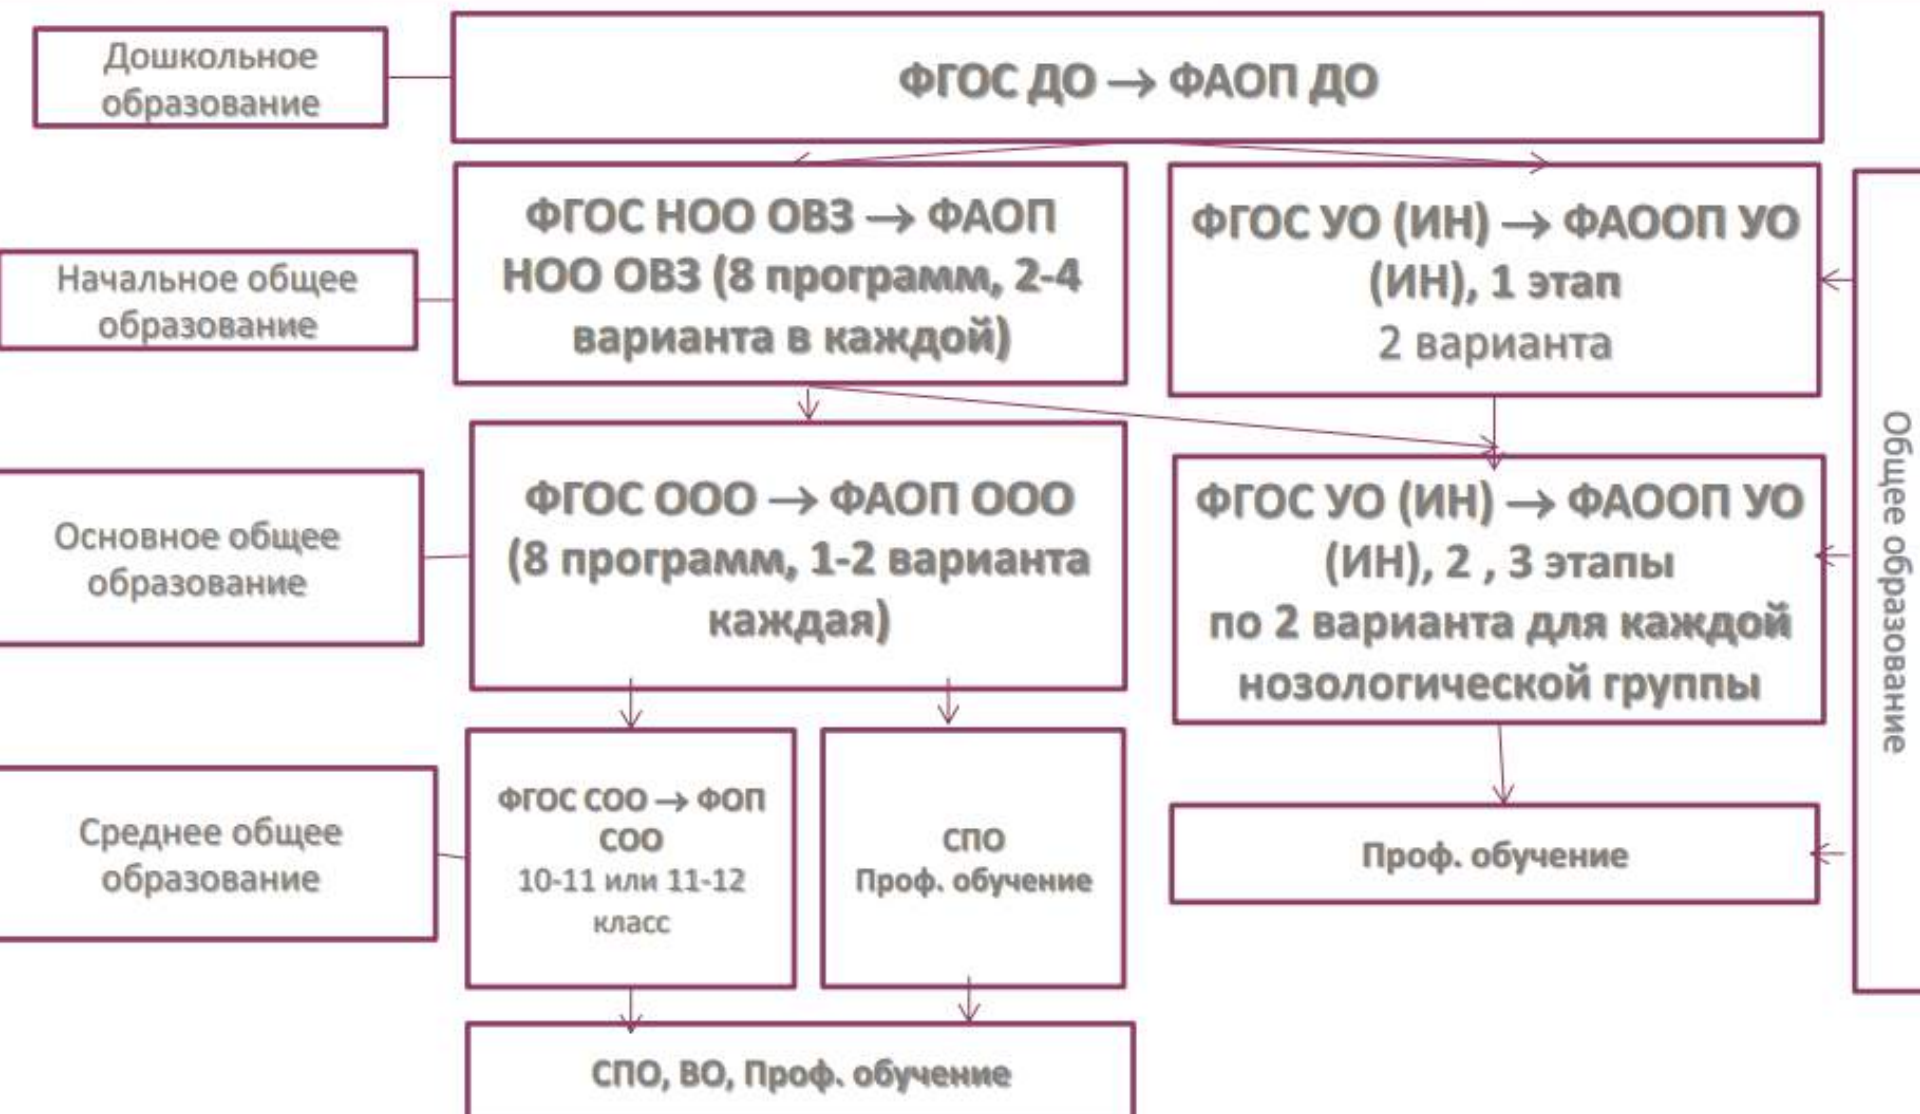 Дошкольное
образование
ФГОС ДО → ФАОП ДО
Начальное общее
образование
ФГОС НОО ОВЗ → ФАОП
НОО ОВЗ (8 программ, 2-4
варианта в каждой)
ФГОС УО (ИН) → ФАООП УО
(ИН), 1 этап
2 варианта
Общее образование
Основное общее
образование
ФГОС ООО → ФАОП ООО
(8 программ, 1-2 варианта
каждая)
ФГОС УО (ИН) → ФАООП УО
(ИН), 2 , 3 этапы
по 2 варианта для каждой
нозологической группы
Среднее общее
образование
ФГОС СОО → ФОП
СОО
10-11 или 11-12
класс
СПО
Проф. обучение
Проф. обучение
СПО, ВО, Проф. обучение